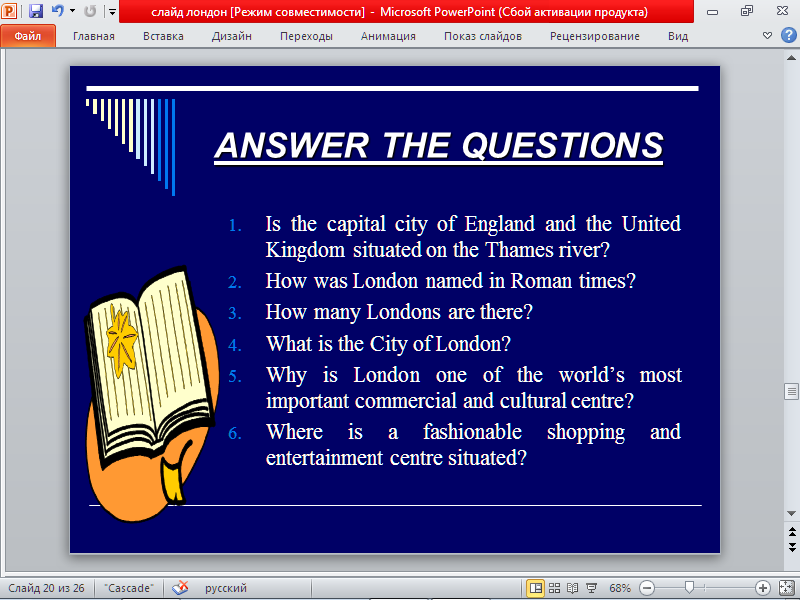 слайд лондон [Режим совместимости] - Microsoft PowerPoint (Сбой активации продукта)
Файл Главная Вставка Дизайн Переходы Анимация Показ слайдов Рецензирование Вид
ANSWER THE QUESTIONS
1. Is the capital city of England and the United
Kingdom situated on the Thames river?
2. How was London named in Roman times?
3. How many Londons are there?
4. What is the City of London?
5. Why is London one of the world's most
important commercial and cultural centre?
6. Where is a fashionable shopping and
entertainment centre situated?
Слайд 20 из 26 "Cascade" русский 68%